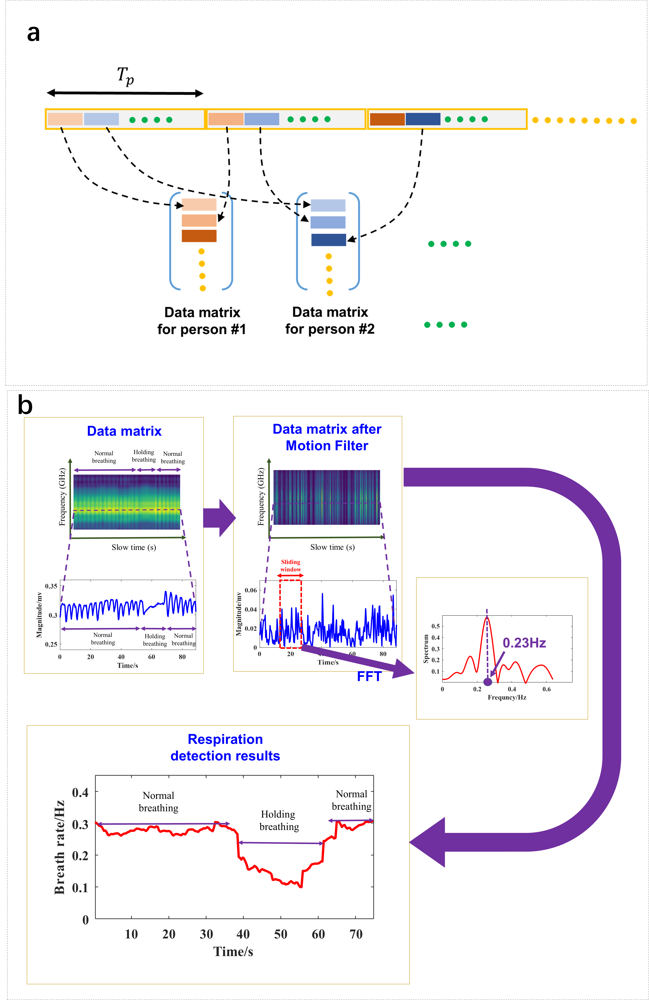 a
T_p
Data matrix
for person #1
Data matrix
for person #2
b
Data matrix
Normal
breathing
Holding
breathing
Normal
breathing
Frequency (GHz)
Slow time (s)
0.35
0.3
0.25
Magnitude/mv
Normal
breathing
Holding
breathing
Normal
breathing
0 20 40 60 80
Time/s
Data matrix after
Motion Filter
Frequency (GHz)
Slow time (s)
Sliding
window
0.06
0.04
0.02
0
Magnitude/mv
0 20 40 60 80
Time/s
FFT
0.5
0.4
0.3
0.2
0.1
Spectrum
0.23Hz
0 0.2 0.4 0.6
Frequncy/Hz
Respiration
detection results
0.4
0.3
0.2
0.1
0
Breath rate/Hz
Normal
breathing
Holding
breathing
Normal
breathing
10 20 30 40 50 60 70
Time/s